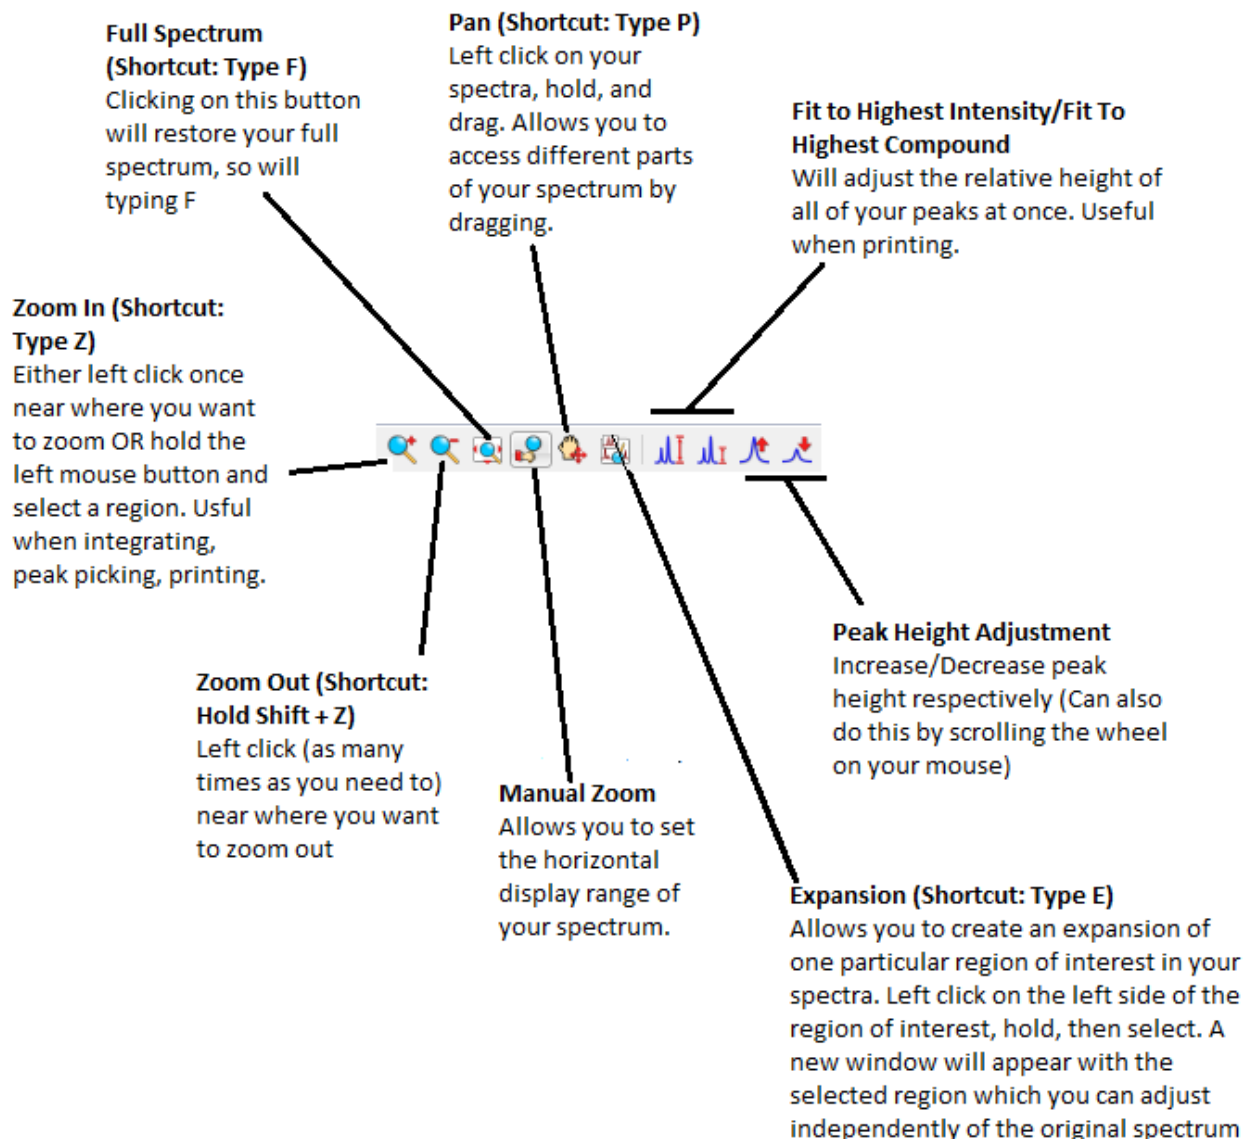 Full Spectrum
(Shortcut: Type F)
Clicking on this button
will restore your full
spectrum, so will
typing F
Pan (Shortcut: Type P)
Left click on your
spectra, hold, and
drag. Allows you to
access different parts
of your spectrum by
dragging.
Fit to Highest Intensity/Fit To
Highest Compound
Will adjust the relative height of
all of your peaks at once. Useful
when printing.
Zoom In (Shortcut:
Type Z)
Either left click once
near where you want
to zoom OR hold the
left mouse button and
select a region. Usful
when integrating,
peak picking, printing.
Zoom Out (Shortcut:
Hold Shift + Z)
Left click (as many
times as you need to)
near where you want
to zoom out
Manual Zoom
Allows you to set
the horizontal
display range of
your spectrum.
Peak Height Adjustment
Increase/Decrease peak
height respectively (Can also
do this by scrolling the wheel
on your mouse)
Expansion (Shortcut: Type E)
Allows you to create an expansion of
one particular region of interest in your
spectra. Left click on the left side of the
region of interest, hold, then select. A
new window will appear with the
selected region which you can adjust
independently of the original spectrum